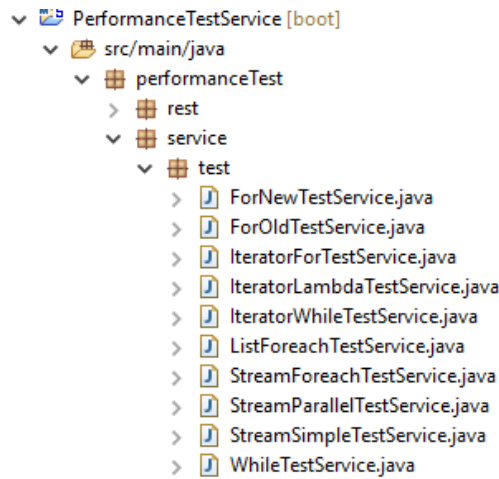 PerformanceTestService [boot]
src/main/java
performanceTest
rest
service
test
ForNewTestService.java
ForOldTestService.java
IteratorForTestService.java
IteratorLambdaTestService.java
IteratorWhileTestService.java
ListForeachTestService.java
StreamForeachTestService.java
StreamParallelTestService.java
StreamSimpleTestService.java
WhileTestService.java